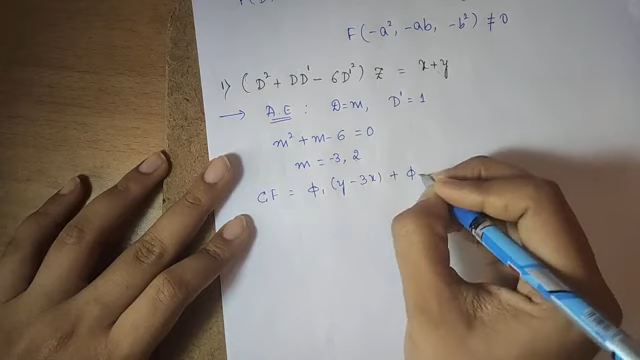 F(-a², -ab, -b²) ≠ 0
1) (D² + DD' - 6D'²) Z = x+y
→ A.E : D=m, D'=1
m² + m - 6 = 0
m = -3, 2
CF = φ₁ (y - 3x) + φ